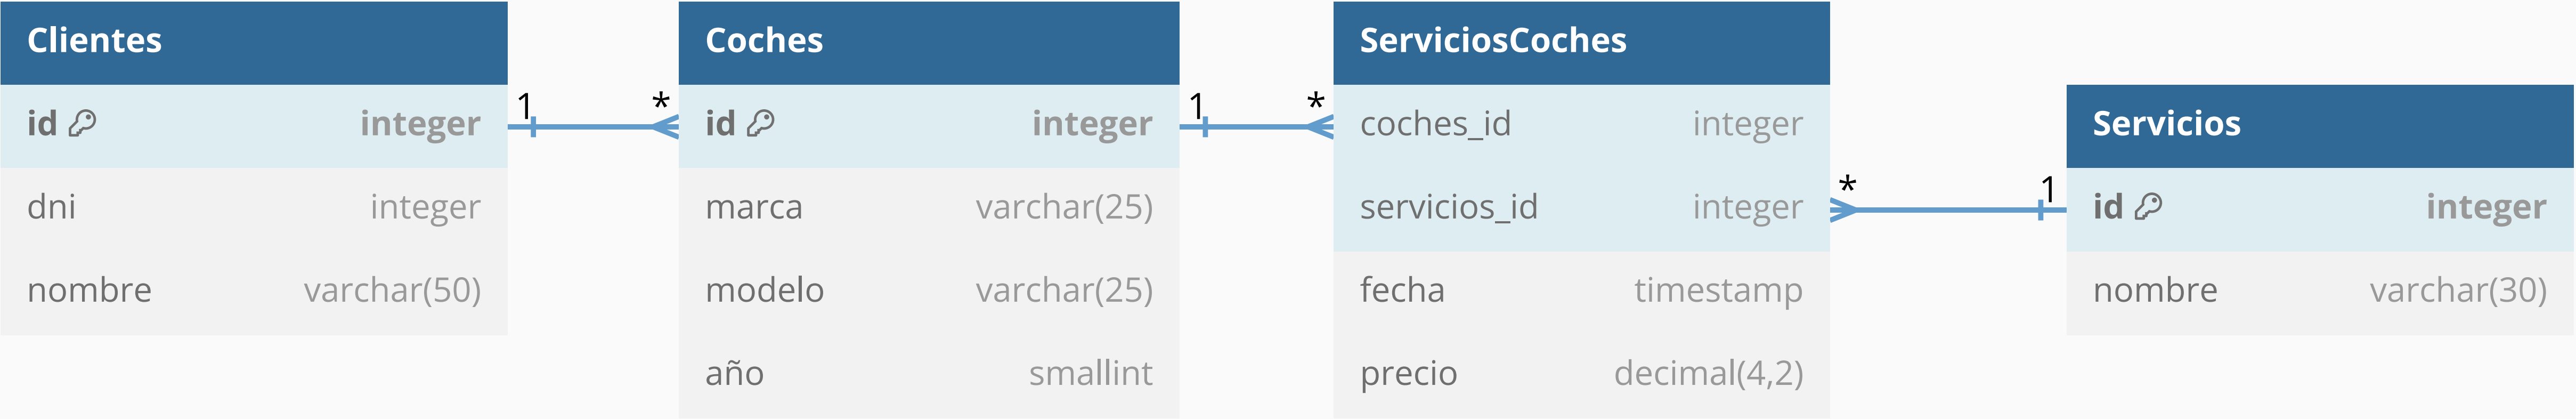 Clientes
id integer
dni integer
nombre varchar(50)
1 *
Coches
id integer
marca varchar(25)
modelo varchar(25)
año smallint
1 *
ServiciosCoches
coches_id integer
servicios_id integer
fecha timestamp
precio decimal(4,2)
* 1
Servicios
id integer
nombre varchar(30)